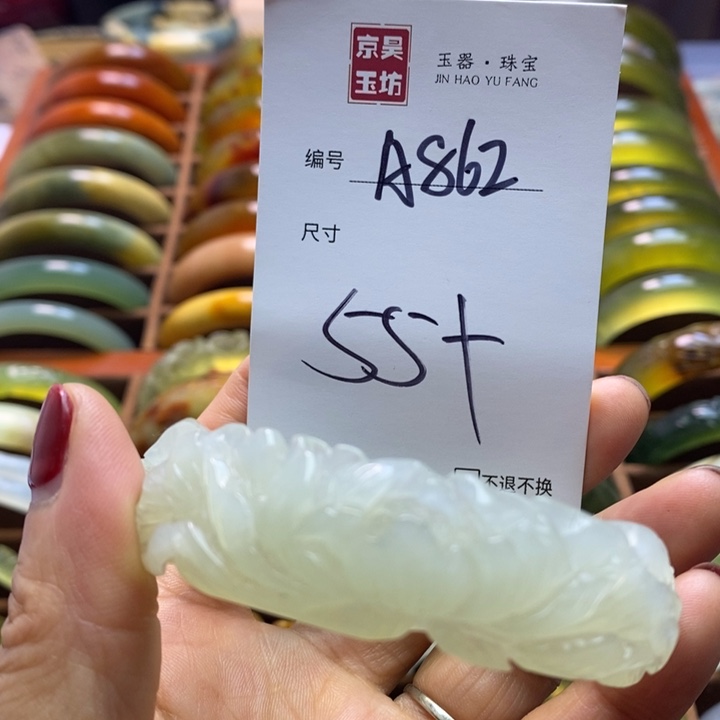 京昊
玉坊
玉器·珠宝
JIN HAO YU FANG
编号 A862
尺寸
55+
不退不换